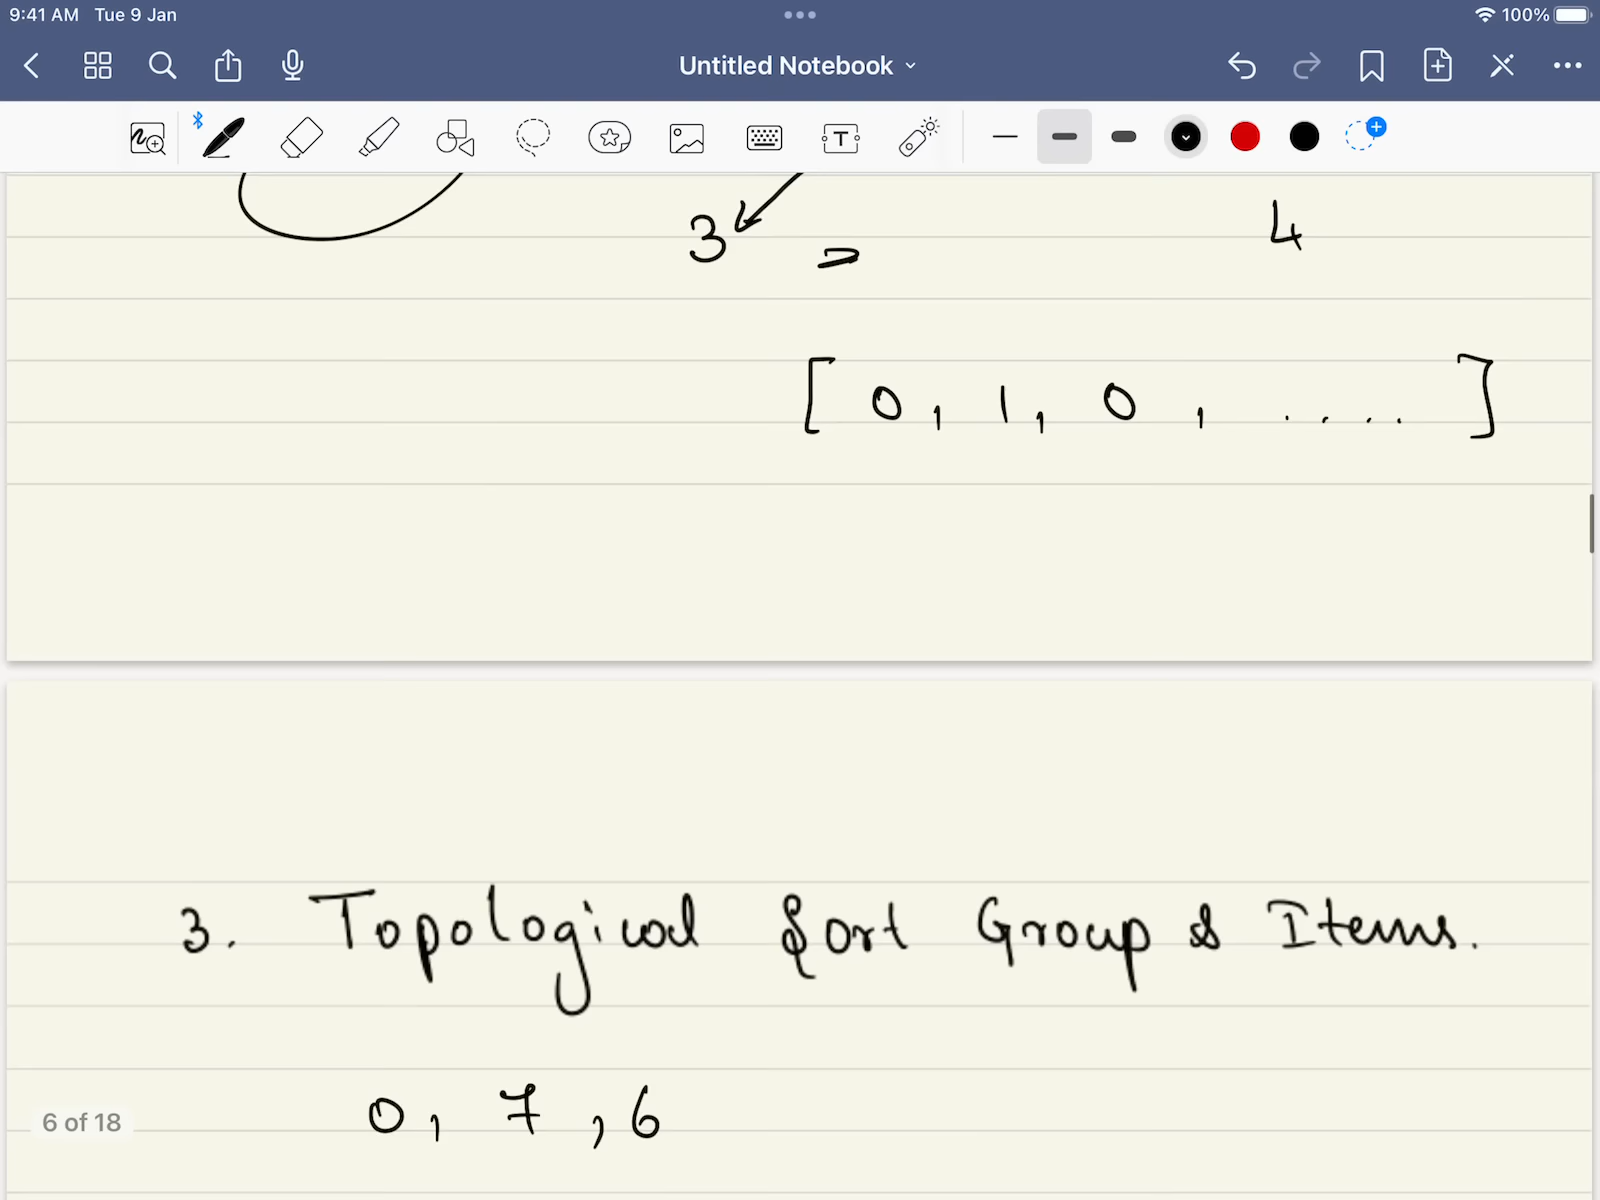 9:41 AM Tue 9 Jan 100%
Untitled Notebook
T
3 4
[ 0, 1, 0, ..... ]
3. Topological Sort Group & Items.
0, 7, 6
6 of 18